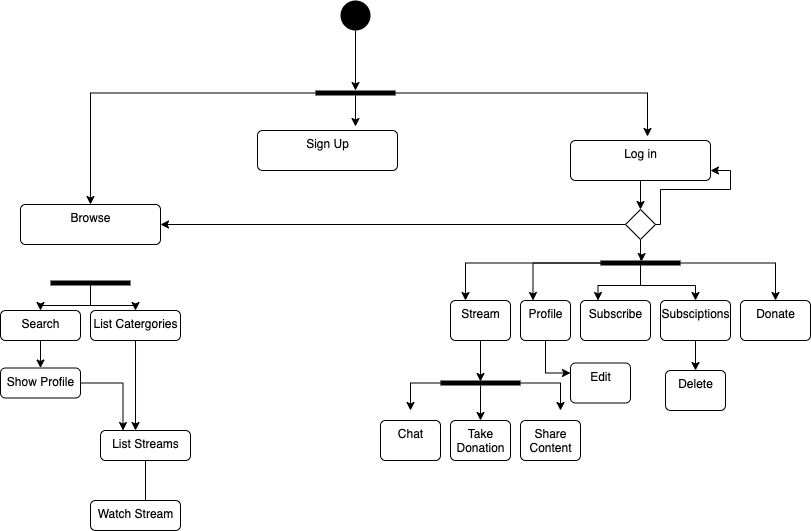 Sign Up
Log in
Browse
Search
List Catergories
Stream
Profile
Subscribe
Subsciptions
Donate
Show Profile
Edit
Delete
List Streams
Chat
Take
Donation
Share
Content
Watch Stream